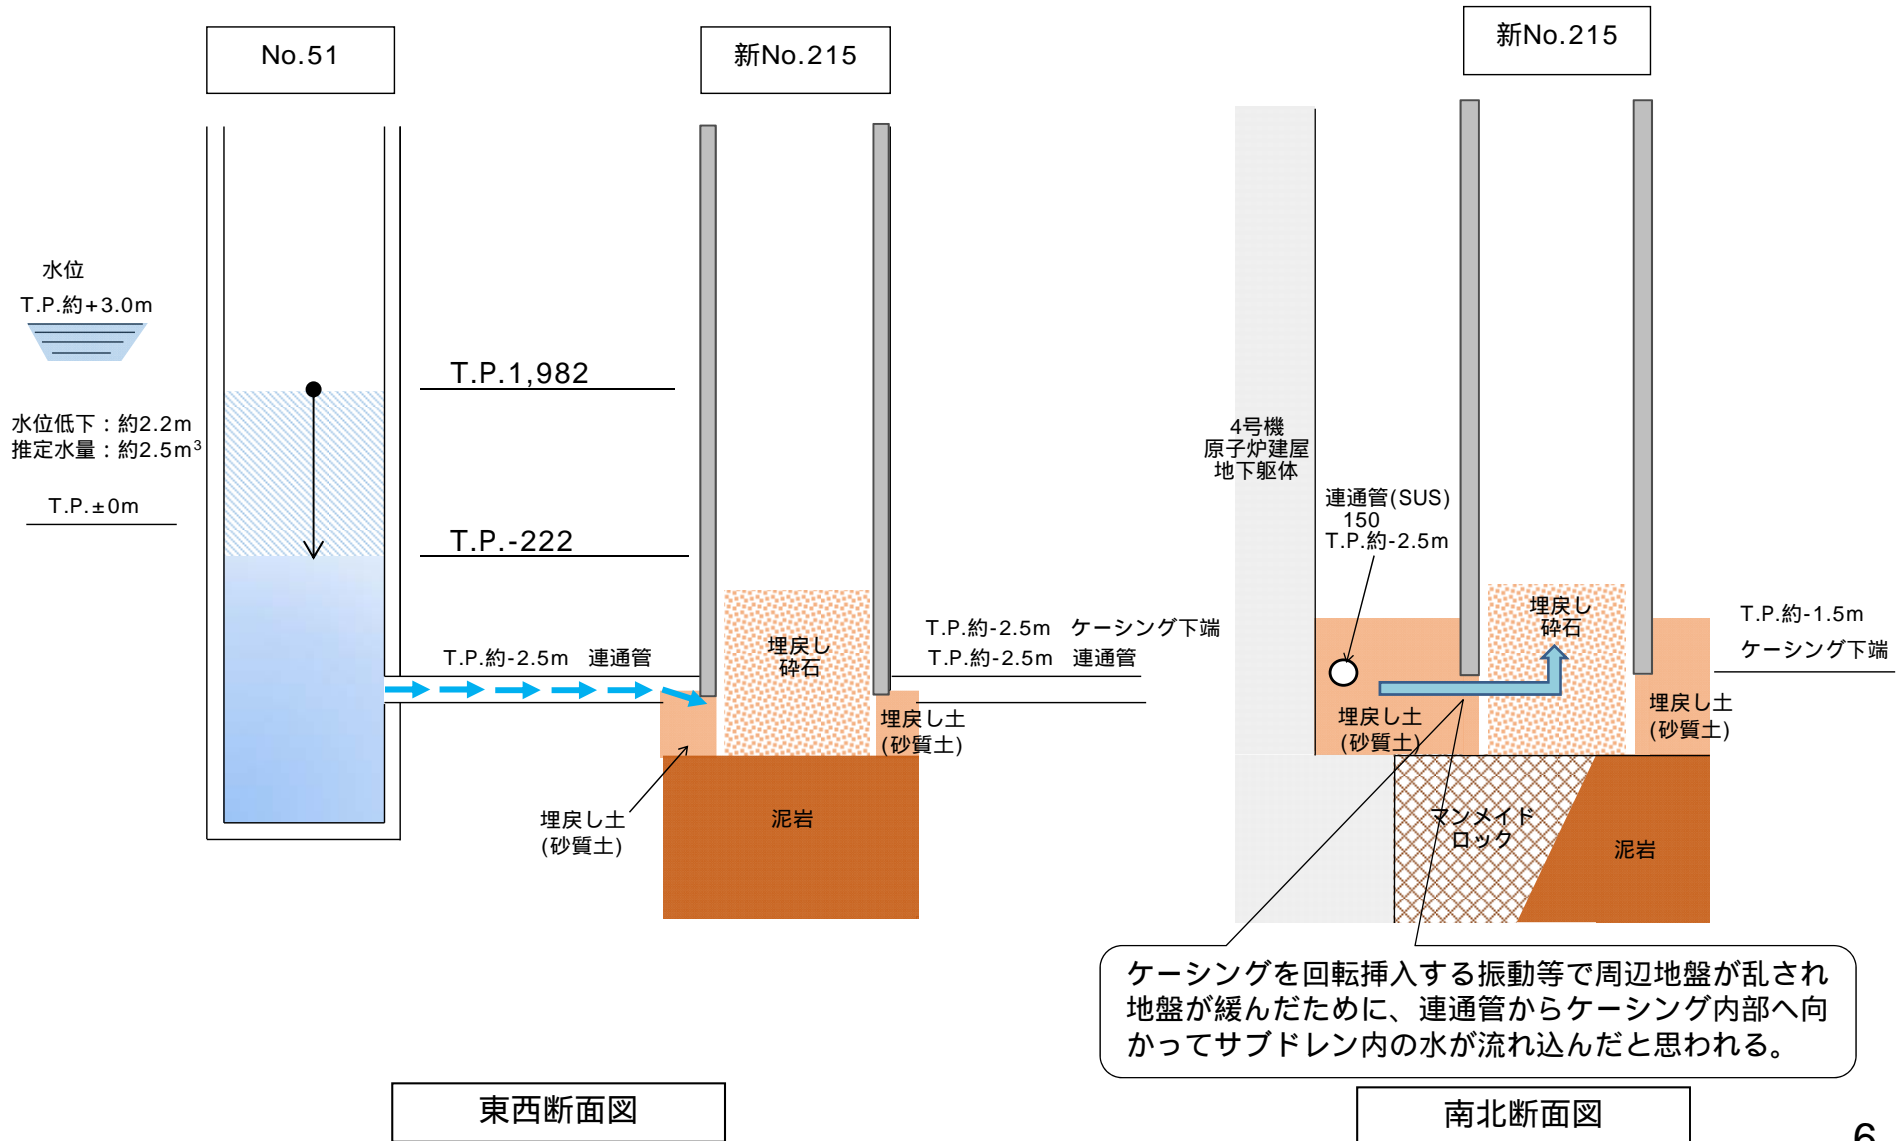 No.51
新No.215
新No.215
水位
T.P.約+3.0m
T.P.1,982
水位低下：約2.2m
推定水量：約2.5m³
T.P.±0m
T.P.-222
4号機
原子炉建屋
地下躯体
連通管(SUS)
150
T.P.約-2.5m
T.P.約-2.5m 連通管
埋戻し
砕石
T.P.約-2.5m ケーシング下端
T.P.約-2.5m 連通管
埋戻し土
(砂質土)
埋戻し土
(砂質土)
泥岩
埋戻し
砕石
T.P.約-1.5m
ケーシング下端
埋戻し土
(砂質土)
埋戻し土
(砂質土)
マンメイド
ロック
泥岩
ケーシングを回転挿入する振動等で周辺地盤が乱され
地盤が緩んだために、連通管からケーシング内部へ向
かってサブドレン内の水が流れ込んだと思われる。
東西断面図
南北断面図
6